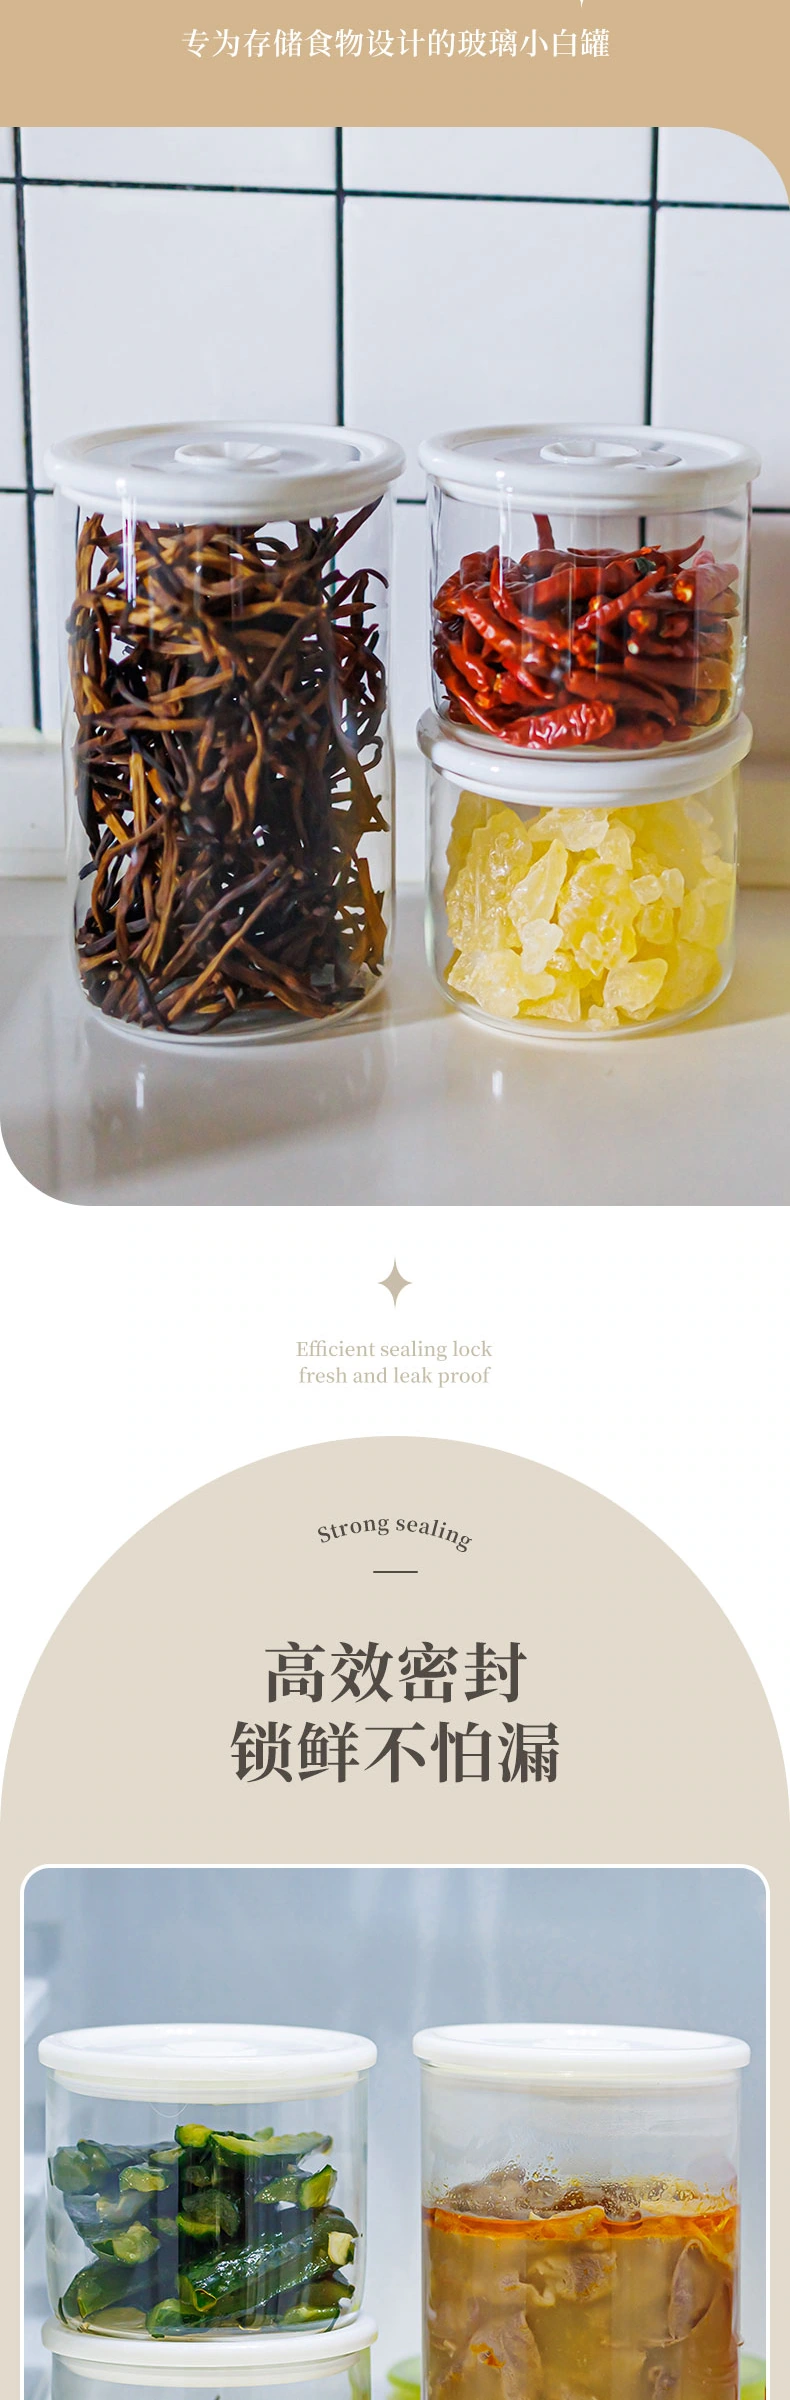 专为存储食物设计的玻璃小白罐
Efficient sealing lock
fresh and leak proof
Strong sealing
高效密封
锁鲜不怕漏